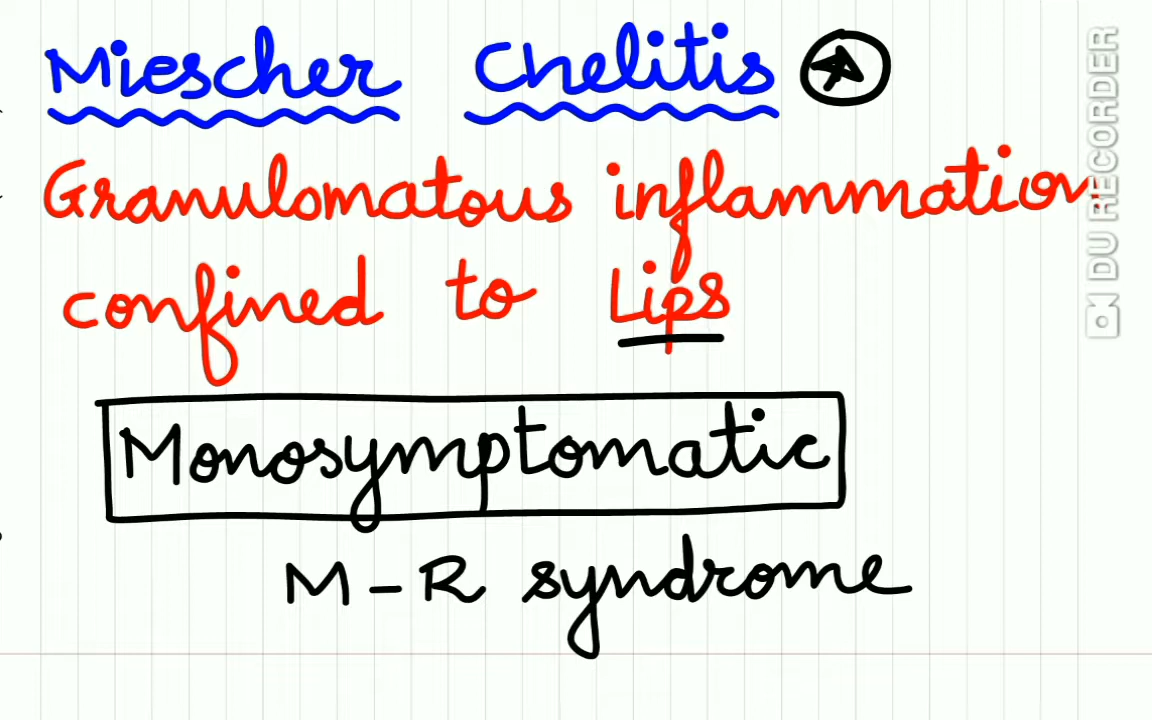 Miescher Chelitis
Granulomatous inflammation
confined to Lips
Monosymptomatic
M-R syndrome
DU RECORDER